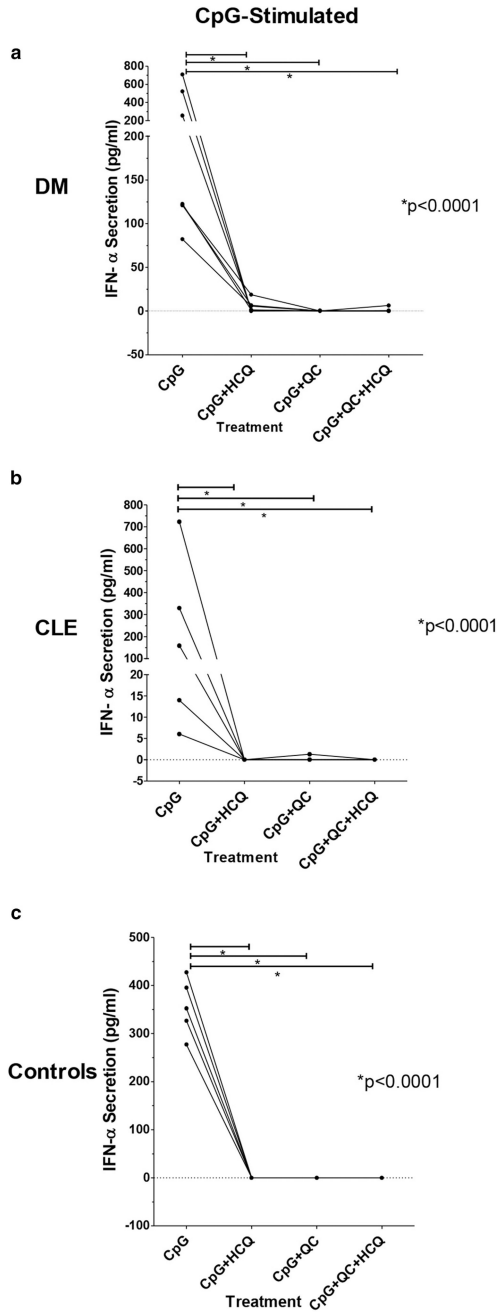 CpG-Stimulated
a
DM
IFN- α Secretion (pg/ml)
800
600
400
200
200
150
100
50
0
-50
*
*
*
*p<0.0001
CpG
CpG+HCQ
CpG+QC
CpG+QC+HCQ
Treatment
b
CLE
IFN- α Secretion (pg/ml)
800
700
600
500
400
300
200
100
20
15
10
5
0
-5
*
*
*
*p<0.0001
CpG
CpG+HCQ
CpG+QC
CpG+QC+HCQ
Treatment
c
Controls
IFN-α Secretion (pg/ml)
500
400
300
200
100
0
-100
*
*
*
*p<0.0001
CpG
CpG+HCQ
CpG+QC
CpG+QC+HCQ
Treatment